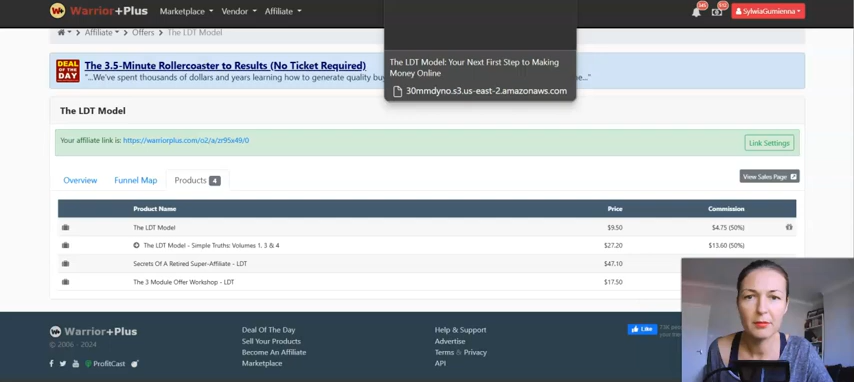 Warrior+Plus
Marketplace
Vendor
Affiliate
SylwiaGumienna
Affiliate > Offers > The LDT Model
DEAL OF THE DAY
The 3.5-Minute Rollercoaster to Results (No Ticket Required)
"...We've spent thousands of dollars and years learning how to generate quality
The LDT Model: Your Next First Step to Making
Money Online
30mmdyno.s3.us-east-2.amazonaws.com
The LDT Model
Your affiliate link is: https://warriorplus.com/o2/a/zr95x49/0
Link Settings
Overview
Funnel Map
Products 4
View Sales Page
Product Name Price Commission
The LDT Model $9.50 $4.75 (50%)
The LDT Model - Simple Truths: Volumes 1, 3 & 4 $27.20 $13.60 (50%)
Secrets Of A Retired Super-Affiliate - LDT $47.10
The 3 Module Offer Workshop - LDT $17.50
Warrior+Plus
© 2006 - 2024
ProfitCast
Deal Of The Day
Sell Your Products
Become An Affiliate
Marketplace
Help & Support
Advertise
Terms & Privacy
API
Like